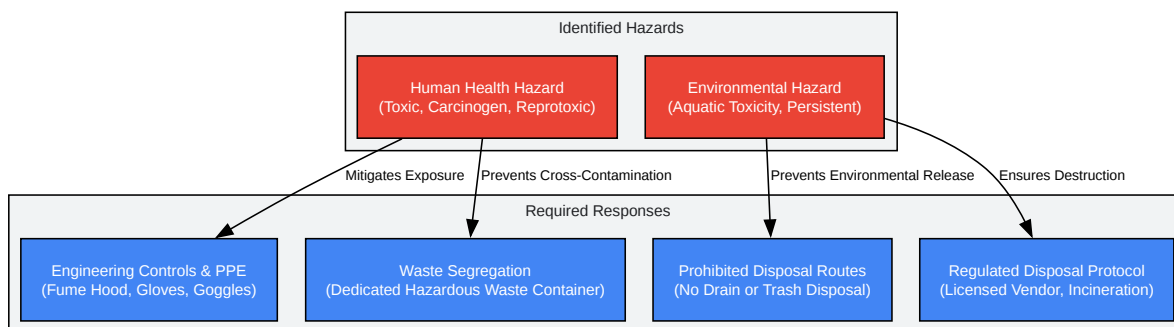 Identified Hazards
Human Health Hazard
(Toxic, Carcinogen, Reprotoxic)
Environmental Hazard
(Aquatic Toxicity, Persistent)
Mitigates Exposure
Prevents Cross-Contamination
Prevents Environmental Release
Ensures Destruction
Required Responses
Engineering Controls & PPE
(Fume Hood, Gloves, Goggles)
Waste Segregation
(Dedicated Hazardous Waste Container)
Prohibited Disposal Routes
(No Drain or Trash Disposal)
Regulated Disposal Protocol
(Licensed Vendor, Incineration)